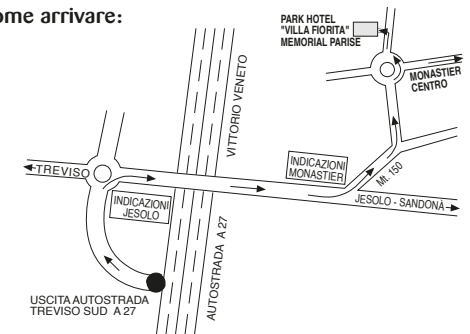 ome arrivare:
PARK HOTEL
"VILLA FIORITA"
MEMORIAL PARISE
MONASTIER
CENTRO
VITTORIO VENETO
INDICAZIONI
MONASTIER
Mt. 150
TREVISO
INDICAZIONI
JESOLO
JESOLO - SANDONÀ
AUTOSTRADA A 27
USCITA AUTOSTRADA
TREVISO SUD A 27